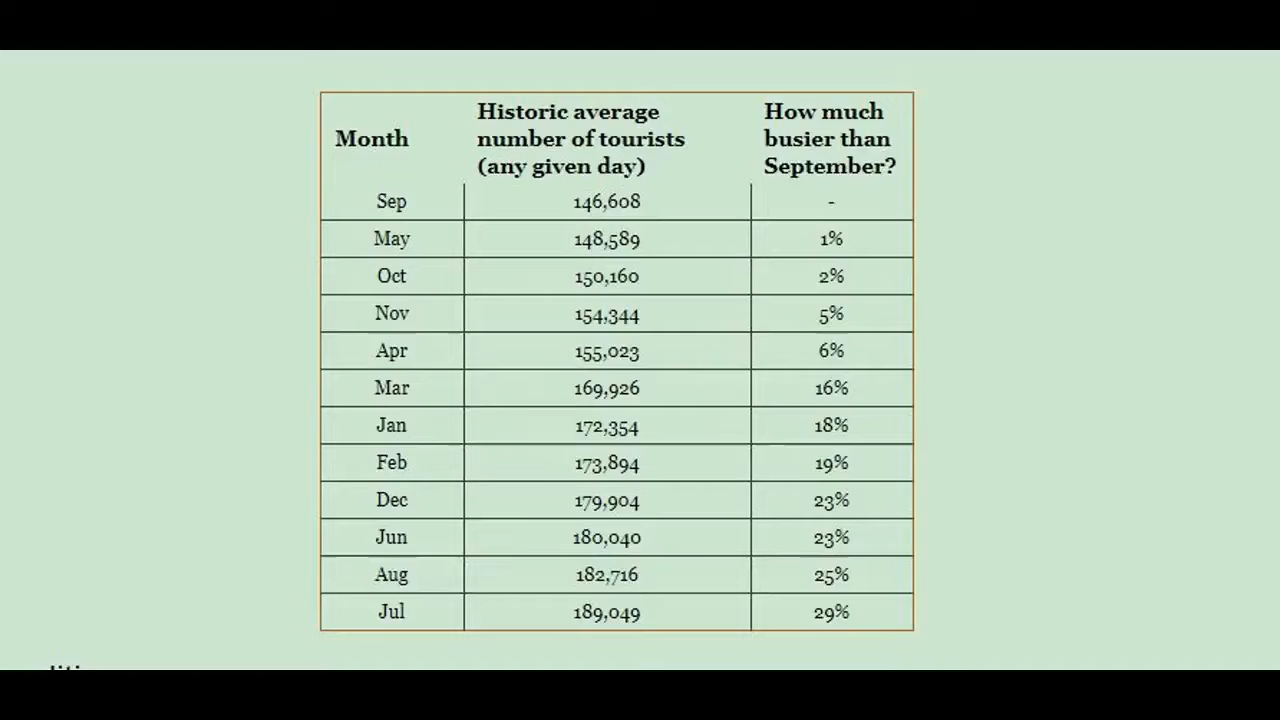 Month Historic average number of tourists (any given day) How much busier than September?
Sep 146,608 -
May 148,589 1%
Oct 150,160 2%
Nov 154,344 5%
Apr 155,023 6%
Mar 169,926 16%
Jan 172,354 18%
Feb 173,894 19%
Dec 179,904 23%
Jun 180,040 23%
Aug 182,716 25%
Jul 189,049 29%